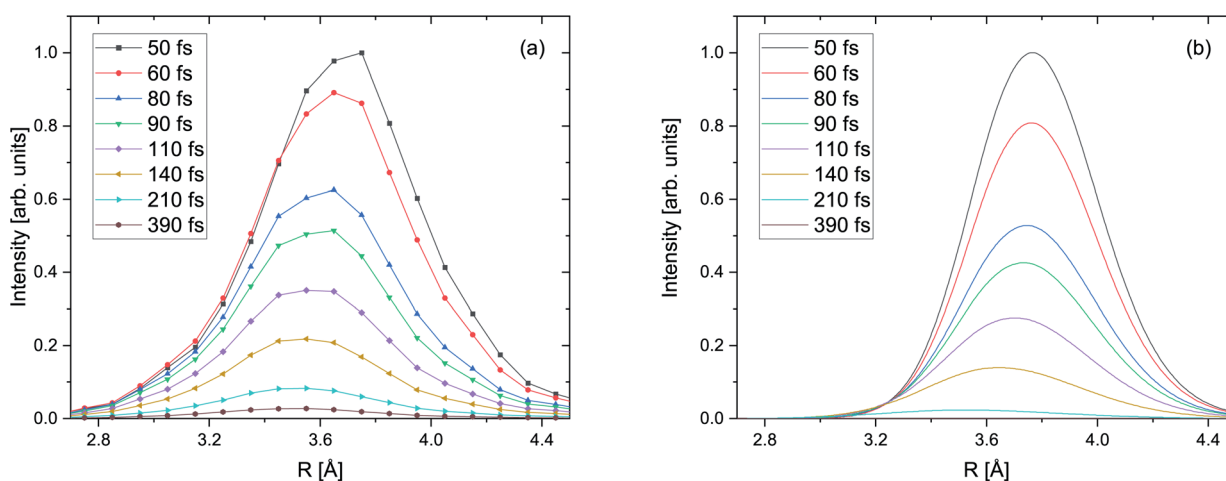 (a)
50 fs
60 fs
80 fs
90 fs
110 fs
140 fs
210 fs
390 fs
Intensity [arb. units]
1.0
0.8
0.6
0.4
0.2
0.0
2.8 3.2 3.6 4.0 4.4
R [Å]
(b)
50 fs
60 fs
80 fs
90 fs
110 fs
140 fs
210 fs
390 fs
Intensity [arb. units]
1.0
0.8
0.6
0.4
0.2
0.0
2.8 3.2 3.6 4.0 4.4
R [Å]